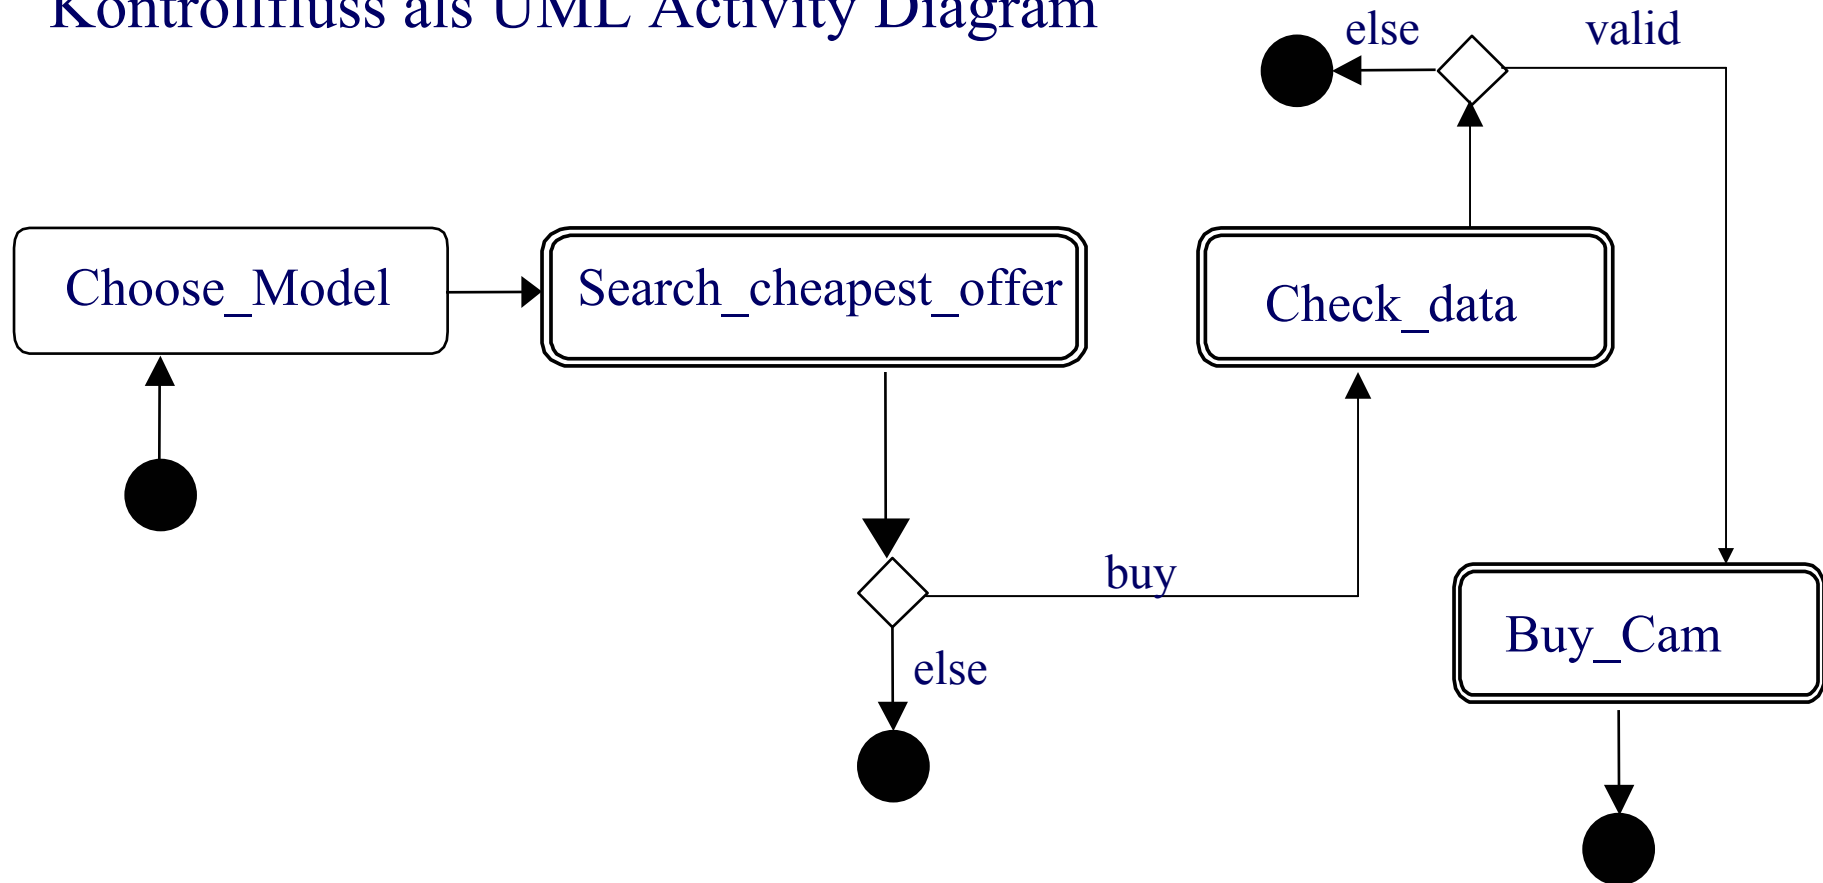 Kontrollfluss als UML Activity Diagram
else
valid
Choose_Model
Search_cheapest_offer
Check_data
buy
else
Buy_Cam